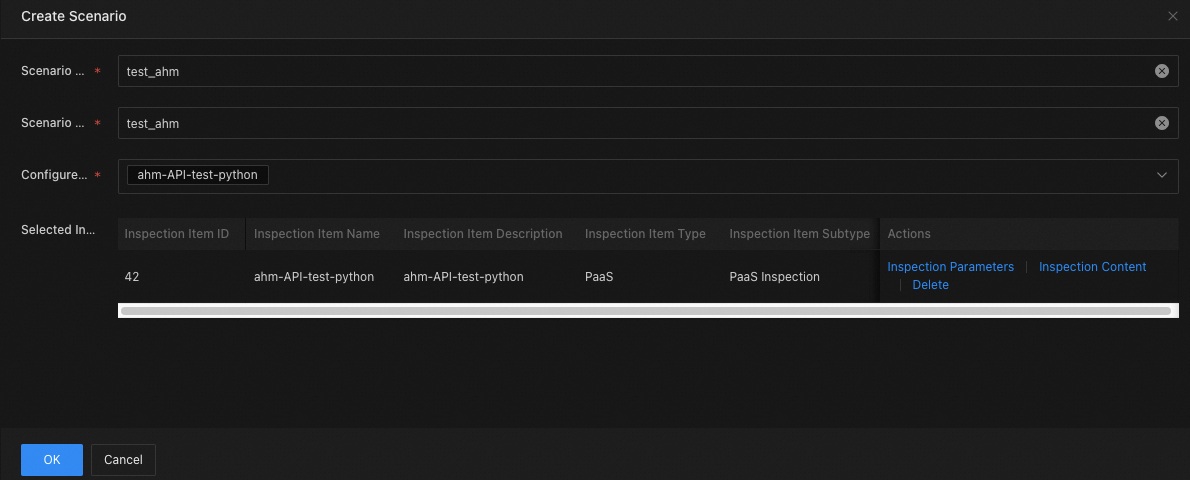 Create Scenario
Scenario ... * test_ahm
Scenario ... * test_ahm
Configure... * ahm-API-test-python
Selected In...
Inspection Item ID Inspection Item Name Inspection Item Description Inspection Item Type Inspection Item Subtype Actions
42 ahm-API-test-python ahm-API-test-python PaaS PaaS Inspection Inspection Parameters | Inspection Content
| Delete
OK Cancel